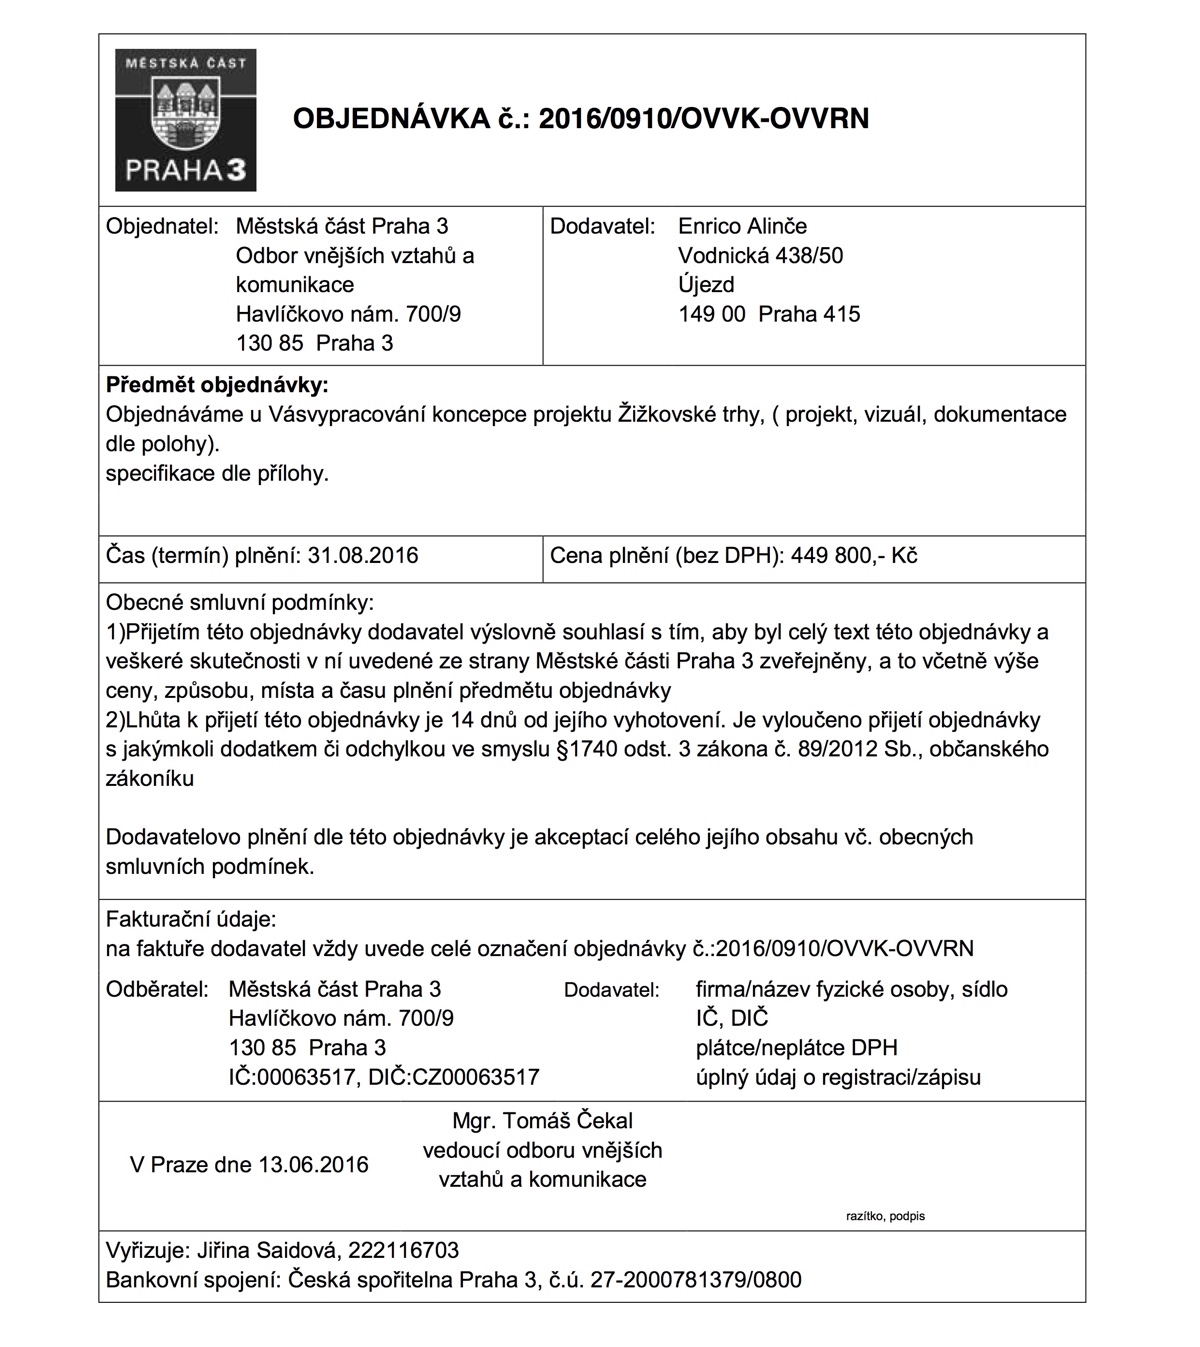 MĚSTSKÁ ČÁST
PRAHA 3
OBJEDNÁVKA č.: 2016/0910/OVVK-OVVRN
Objednatel: Městská část Praha 3
Odbor vnějších vztahů a
komunikace
Havlíčkovo nám. 700/9
130 85 Praha 3
Dodavatel: Enrico Alinče
Vodnická 438/50
Újezd
149 00 Praha 415
Předmět objednávky:
Objednáváme u Vásvypracování koncepce projektu Žižkovské trhy, ( projekt, vizuál, dokumentace
dle polohy).
specifikace dle přílohy.
Čas (termín) plnění: 31.08.2016
Cena plnění (bez DPH): 449 800,- Kč
Obecné smluvní podmínky:
1)Přijetím této objednávky dodavatel výslovně souhlasí s tím, aby byl celý text této objednávky a
veškeré skutečnosti v ní uvedené ze strany Městské části Praha 3 zveřejněny, a to včetně výše
ceny, způsobu, místa a času plnění předmětu objednávky
2)Lhůta k přijetí této objednávky je 14 dnů od jejího vyhotovení. Je vyloučeno přijetí objednávky
s jakýmkoli dodatkem či odchylkou ve smyslu §1740 odst. 3 zákona č. 89/2012 Sb., občanského
zákoníku
Dodavatelovo plnění dle této objednávky je akceptací celého jejího obsahu vč. obecných
smluvních podmínek.
Fakturační údaje:
na faktuře dodavatel vždy uvede celé označení objednávky č.:2016/0910/OVVK-OVVRN
Odběratel: Městská část Praha 3
Havlíčkovo nám. 700/9
130 85 Praha 3
IČ:00063517, DIČ:CZ00063517
Dodavatel: firma/název fyzické osoby, sídlo
IČ, DIČ
plátce/neplátce DPH
úplný údaj o registraci/zápisu
V Praze dne 13.06.2016
Mgr. Tomáš Čekal
vedoucí odboru vnějších
vztahů a komunikace
razítko, podpis
Vyřizuje: Jiřina Saidová, 222116703
Bankovní spojení: Česká spořitelna Praha 3, č.ú. 27-2000781379/0800